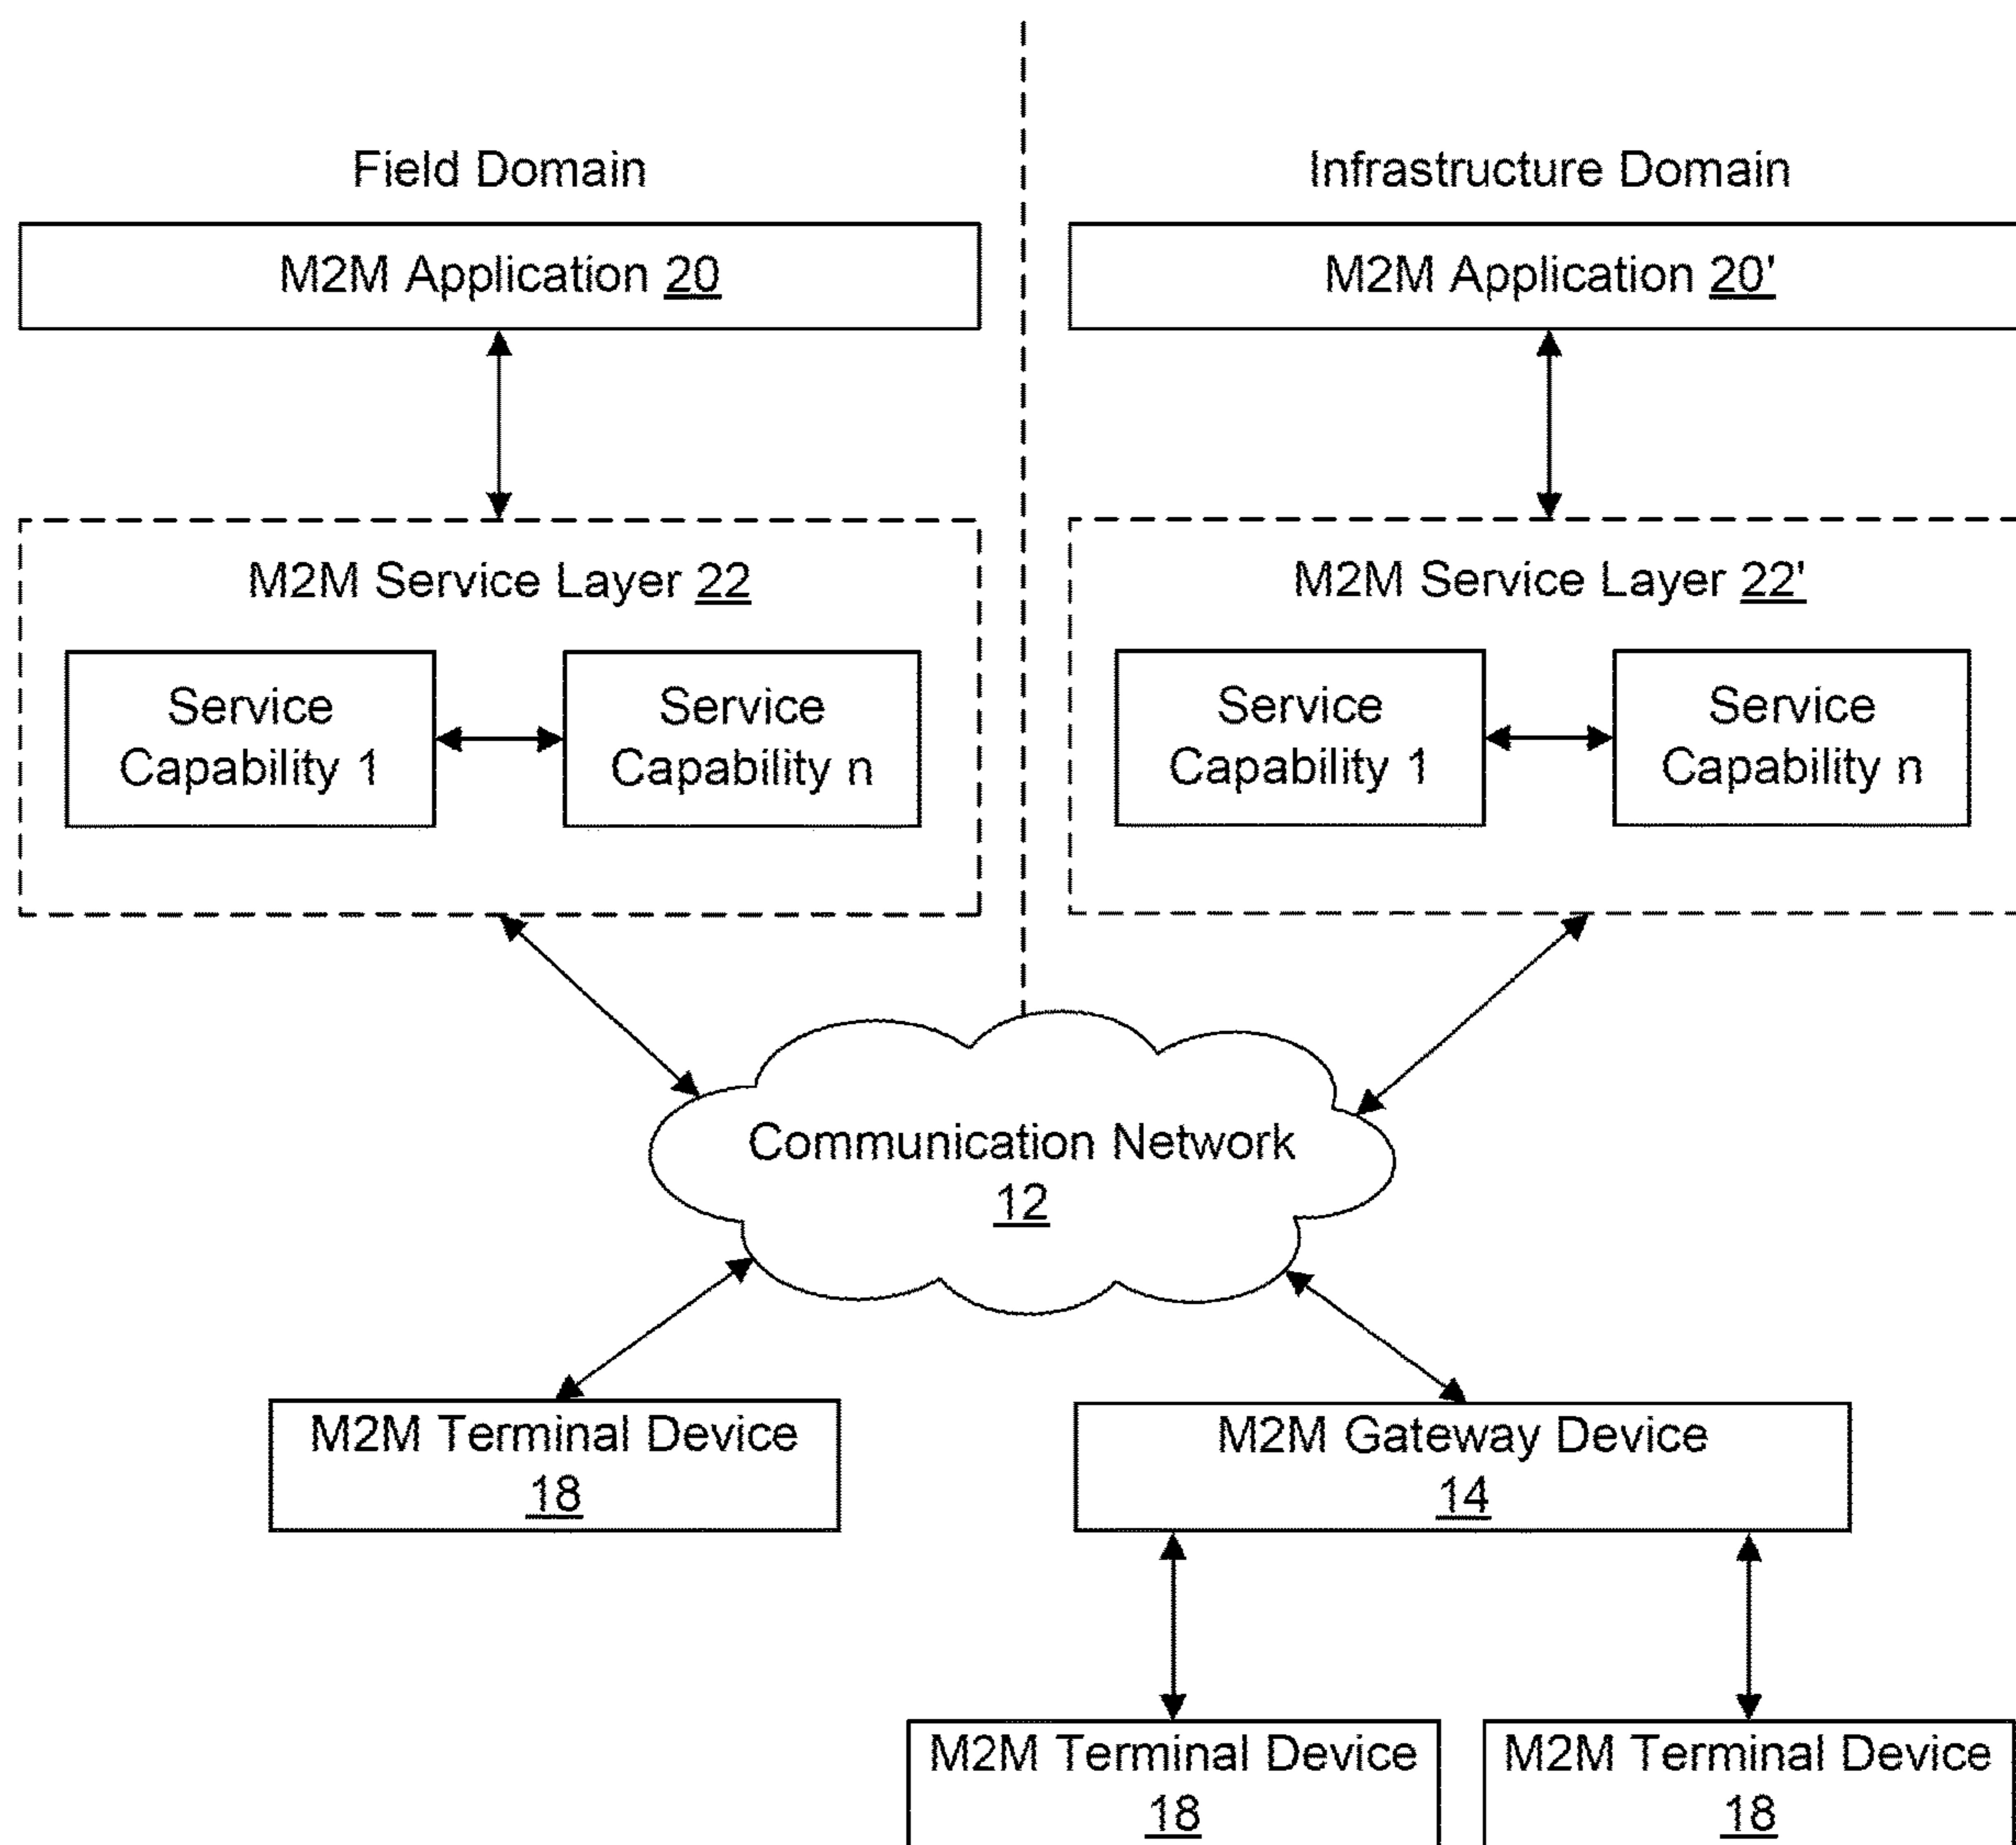 Field Domain
Infrastructure Domain
M2M Application 20
M2M Application 20'
M2M Service Layer 22
M2M Service Layer 22'
Service
Capability 1
Service
Capability n
Service
Capability 1
Service
Capability n
Communication Network
12
M2M Terminal Device
18
M2M Gateway Device
14
M2M Terminal Device
18
M2M Terminal Device
18